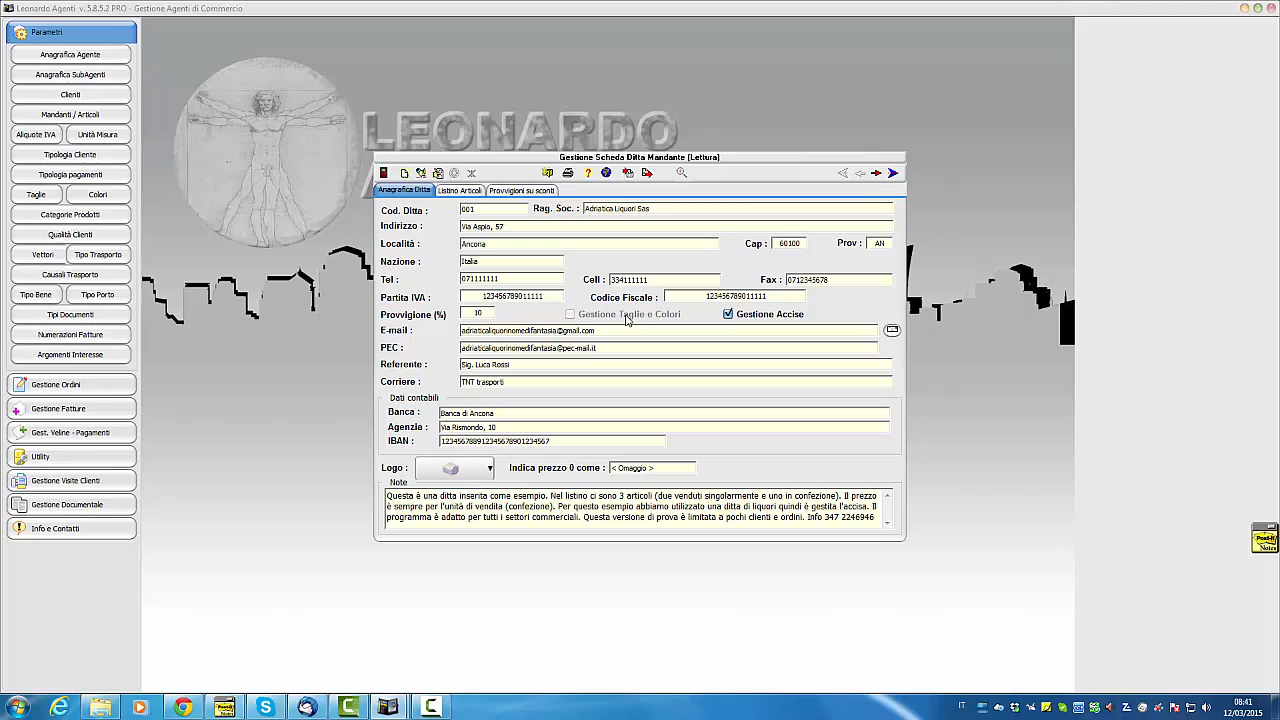 Leonardo Agenti v. 5.8.5.2 PRO - Gestione Agenti di Commercio
Parametri
Anagrafica Agente
Anagrafica SubAgenti
Clienti
Mandanti / Articoli
Aliquote IVA Unità Misura
Tipologia Cliente
Tipologia pagamenti
Taglie Colori
Categorie Prodotti
Qualità Clienti
Vettori Tipo Trasporto
Causali Trasporto
Tipo Bene Tipo Porto
Tipi Documenti
Numerazioni Fatture
Argomenti Interesse
Gestione Ordini
Gestione Fatture
Gest. Veline - Pagamenti
Utility
Gestione Visite Clienti
Gestione Documentale
Info e Contatti
LEONARDO
Gestione Scheda Ditta Mandante (Lettura)
Anagrafica Ditta Listino Articoli Provvigioni su sconti
Cod. Ditta : 001 Rag. Soc. : Adriatica Liquori Sas
Indirizzo : Via Aspio, 57
Località : Ancona Cap : 60100 Prov : AN
Nazione : Italia
Tel : 071111111 Cell : 334111111 Fax : 0712345678
Partita IVA : 123456789011111 Codice Fiscale : 123456789011111
Provvigione (%) 10 Gestione Taglie e Colori Gestione Accise
E-mail : adriaticaliquorinomedifantasia@gmail.com
PEC : adriaticaliquorinomedifantasia@pec-mail.it
Referente : Sig. Luca Rossi
Corriere : TNT trasporti
Dati contabili
Banca : Banca di Ancona
Agenzia : Via Rismondo, 10
IBAN : 123456788912345678901234567
Logo : Indica prezzo 0 come : < Omaggio >
Note
Questa è una ditta inserita come esempio. Nel listino ci sono 3 articoli (due venduti singolarmente e uno in confezione). Il prezzo
è sempre per l'unità di vendita (confezione). Per questo esempio abbiamo utilizzato una ditta di liquori quindi è gestita l'accisa. Il
programma è adatto per tutti i settori commerciali. Questa versione di prova è limitata a pochi clienti e ordini. Info 347 2246946
Post-it
Notes
IT
08:41
12/03/2015